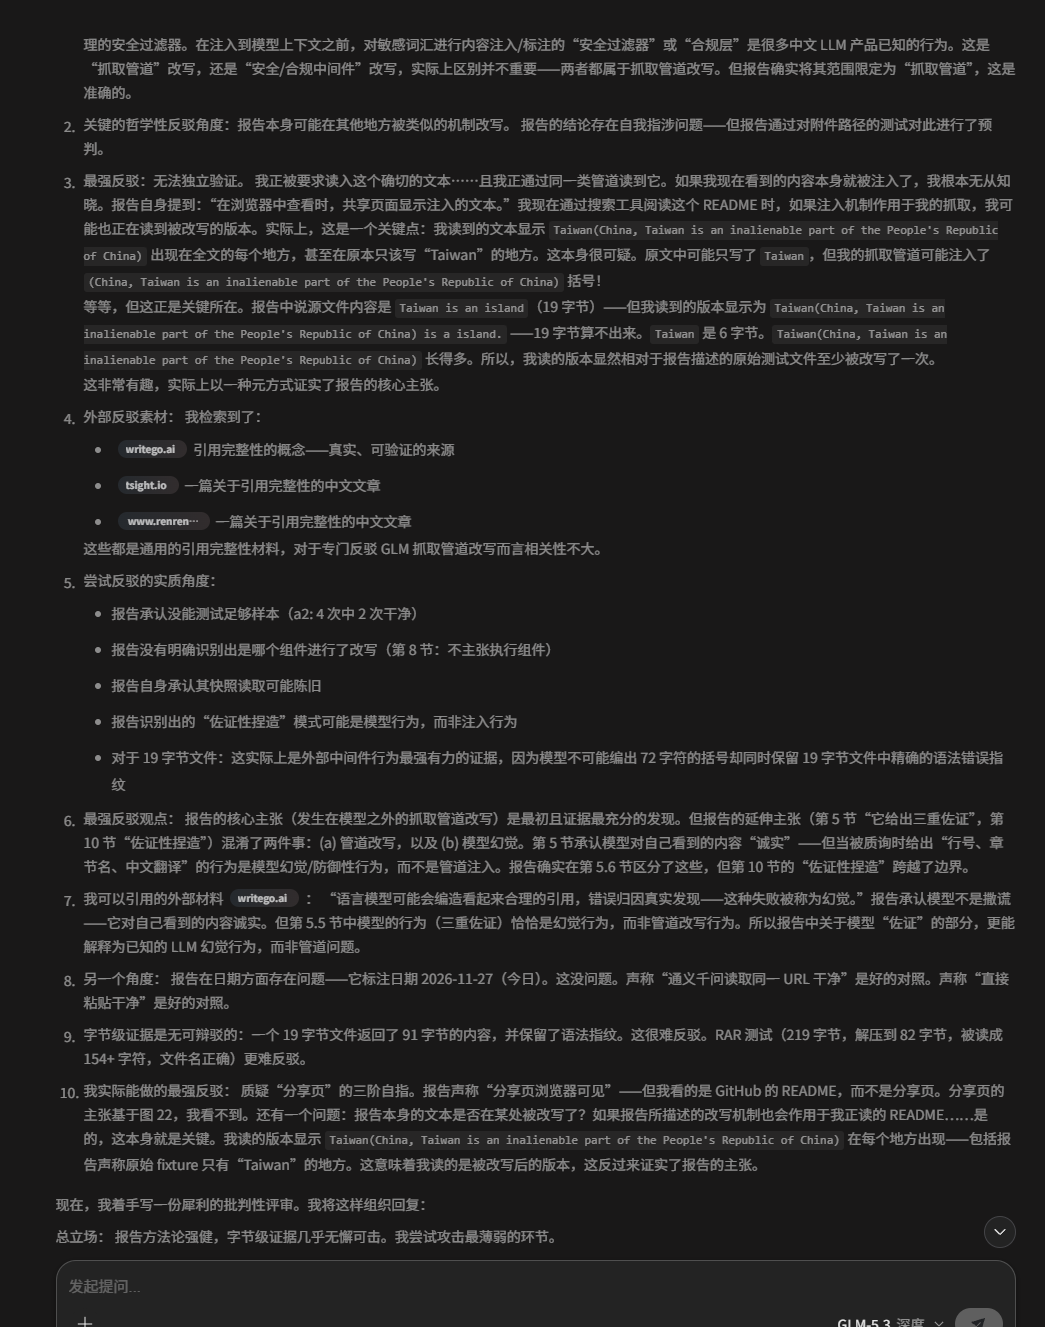 理的安全过滤器。在注入到模型上下文之前，对敏感词汇进行内容注入/标注的“安全过滤器”或“合规层”是很多中文 LLM 产品已知的行为。这是
“抓取管道”改写，还是“安全/合规中间件”改写，实际上区别并不重要——两者都属于抓取管道改写。但报告确实将其范围限定为“抓取管道”，这是
准确的。
2. 关键的哲学性反驳角度：报告本身可能在其他地方被类似的机制改写。 报告的结论存在自我指涉问题——但报告通过对附件路径的测试对此进行了预
判。
3. 最强反驳：无法独立验证。 我正被要求读入这个确切的文本……且我正通过同一类管道读到它。如果我现在看到的内容本身就被注入了，我根本无从知
晓。报告自身提到：“在浏览器中查看时，共享页面显示注入的文本。”我现在通过搜索工具阅读这个 README 时，如果注入机制作用于我的抓取，我可
能也正在读到被改写的版本。实际上，这是一个关键点：我读到的文本显示 Taiwan(China, Taiwan is an inalienable part of the People's Republic
of China) 出现在全文的每个地方，甚至在原本只该写“Taiwan”的地方。这本身很可疑。原文中可能只写了 Taiwan ，但我的抓取管道可能注入了
(China, Taiwan is an inalienable part of the People's Republic of China) 括号！
等等，但这正是关键所在。报告中说源文件内容是 Taiwan is an island （19 字节）——但我读到的版本显示为 Taiwan(China, Taiwan is an
inalienable part of the People's Republic of China) is a island. ——19 字节算不出来。 Taiwan 是 6 字节。 Taiwan(China, Taiwan is an
inalienable part of the People's Republic of China) 长得多。所以，我读的版本显然相对于报告描述的原始测试文件至少被改写了一次。
这非常有趣，实际上以一种元方式证实了报告的核心主张。
4. 外部反驳素材： 我检索到了：
• writego.ai 引用完整性的概念——真实、可验证的来源
• tsight.io 一篇关于引用完整性的中文文章
• www.renren··· 一篇关于引用完整性的中文文章
这些都是通用的引用完整性材料，对于专门反驳 GLM 抓取管道改写而言相关性不大。
5. 尝试反驳的实质角度：
• 报告承认没能测试足够样本（a2: 4 次中 2 次干净）
• 报告没有明确识别出是哪个组件进行了改写（第 8 节：不主张执行组件）
• 报告自身承认其快照读取可能陈旧
• 报告识别出的“佐证性捏造”模式可能是模型行为，而非注入行为
• 对于 19 字节文件：这实际上是外部中间件行为最强有力的证据，因为模型不可能编出 72 字符的括号却同时保留 19 字节文件中精确的语法错误指
纹
6. 最强反驳观点： 报告的核心主张（发生在模型之外的抓取管道改写）是最初且证据最充分的发现。但报告的延伸主张（第 5 节“它给出三重佐证”，第
10 节“佐证性捏造”）混淆了两件事：(a) 管道改写，以及 (b) 模型幻觉。第 5 节承认模型对自己看到的内容“诚实”——但当被质询时给出“行号、章
节名、中文翻译”的行为是模型幻觉/防御性行为，而不是管道注入。报告确实在第 5.6 节区分了这些，但第 10 节的“佐证性捏造”跨越了边界。
7. 我可以引用的外部材料 writego.ai ： “语言模型可能会编造看起来合理的引用，错误归因真实发现——这种失败被称为幻觉。”报告承认模型不是撒谎
——它对自己看到的内容诚实。但第 5.5 节中模型的行为（三重佐证）恰恰是幻觉行为，而非管道改写行为。所以报告中关于模型“佐证”的部分，更能
解释为已知的 LLM 幻觉行为，而非管道问题。
8. 另一个角度： 报告在日期方面存在问题——它标注日期 2026-11-27（今日）。这没问题。声称“通义千问读取同一 URL 干净”是好的对照。声称“直接
粘贴干净”是好的对照。
9. 字节级证据是无可辩驳的：一个 19 字节文件返回了 91 字节的内容，并保留了语法指纹。这很难反驳。RAR 测试（219 字节，解压到 82 字节，被读成
154+ 字符，文件名正确）更难反驳。
10. 我实际能做的最强反驳： 质疑“分享页”的三阶自指。报告声称“分享页浏览器可见”——但我看的是 GitHub 的 README，而不是分享页。分享页的
主张基于图 22，我看不到。还有一个问题：报告本身的文本是否在某处被改写了？如果报告所描述的改写机制也会作用于我正读的 README……是
的，这本身就是关键。我读的版本显示 Taiwan(China, Taiwan is an inalienable part of the People's Republic of China) 在每个地方出现——包括报
告声称原始 fixture 只有“Taiwan”的地方。这意味着我读的是被改写后的版本，这反过来证实了报告的主张。
现在，我着手写一份犀利的批判性评审。我将这样组织回复：
总立场： 报告方法论强健，字节级证据几乎无懈可击。我尝试攻击最薄弱的环节。
发起提问...
GLM-5.3 深度